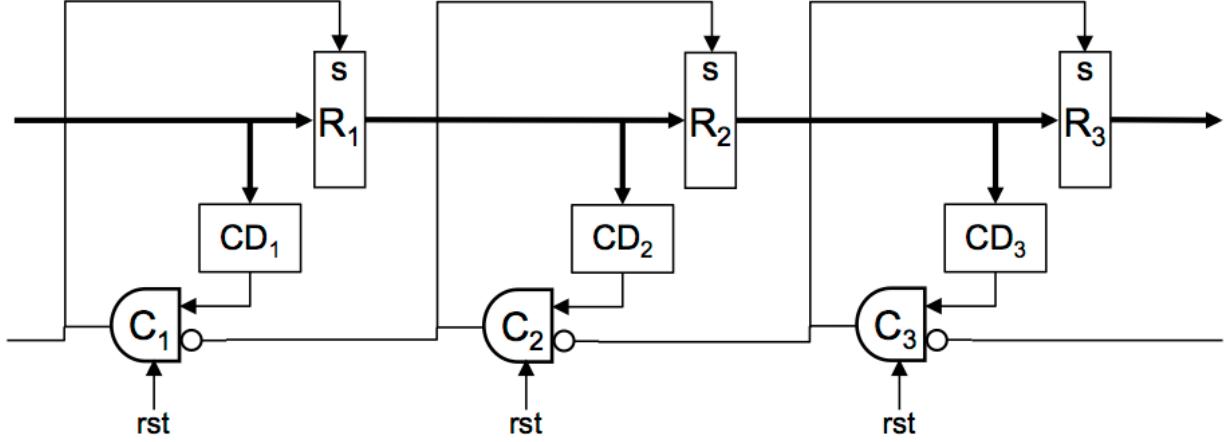 s
R₁
s
R₂
s
R₃
CD₁
CD₂
CD₃
C₁
C₂
C₃
rst
rst
rst